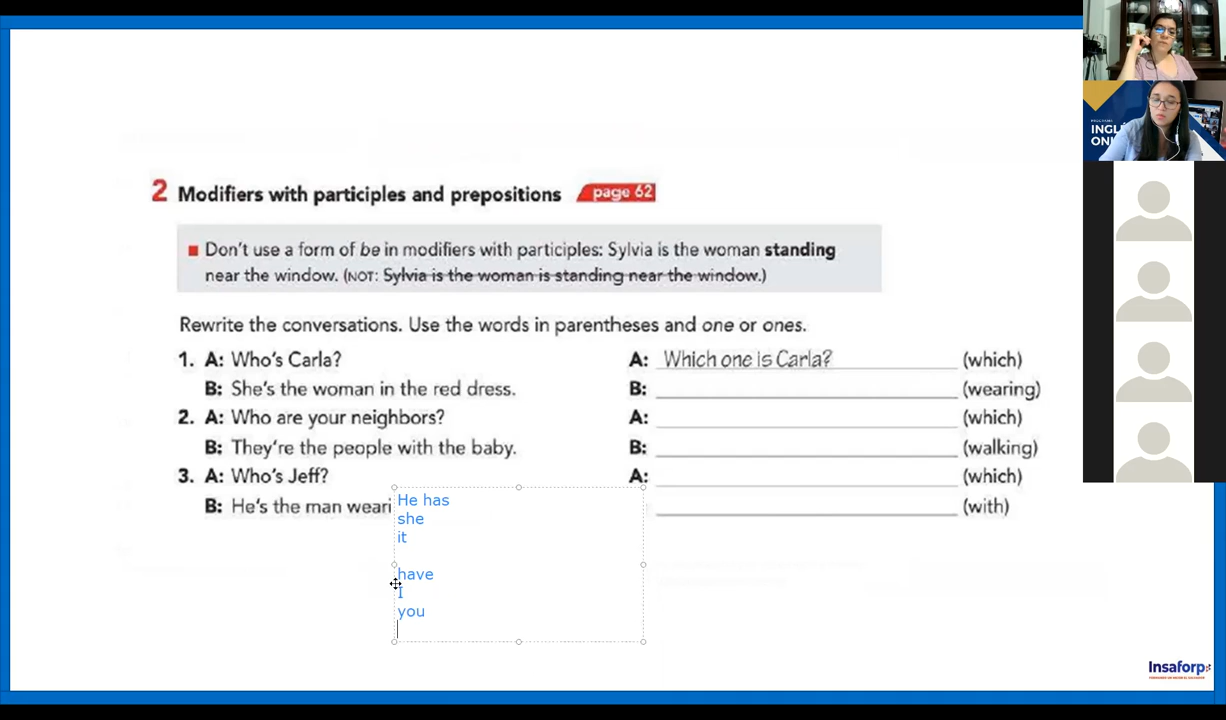 2 Modifiers with participles and prepositions page 62
■ Don't use a form of be in modifiers with participles: Sylvia is the woman standing
near the window. (NOT: Sylvia is the woman is standing near the window.)
Rewrite the conversations. Use the words in parentheses and one or ones.
1. A: Who's Carla? A: Which one is Carla? (which)
B: She's the woman in the red dress. B: (wearing)
2. A: Who are your neighbors? A: (which)
B: They're the people with the baby. B: (walking)
3. A: Who's Jeff? A: (which)
B: He's the man weari (with)
He has
she
it
have
I
you
Insaforp